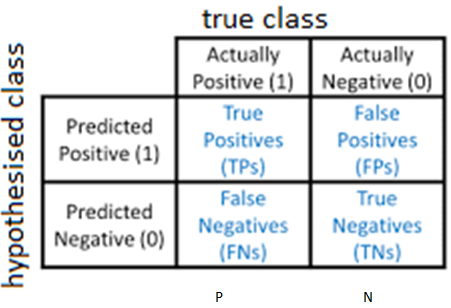 true class
hypothesised class
Actually
Positive (1)
Actually
Negative (0)
Predicted
Positive (1)
True
Positives
(TPs)
False
Positives
(FPs)
Predicted
Negative (0)
False
Negatives
(FNs)
True
Negatives
(TNs)
P
N